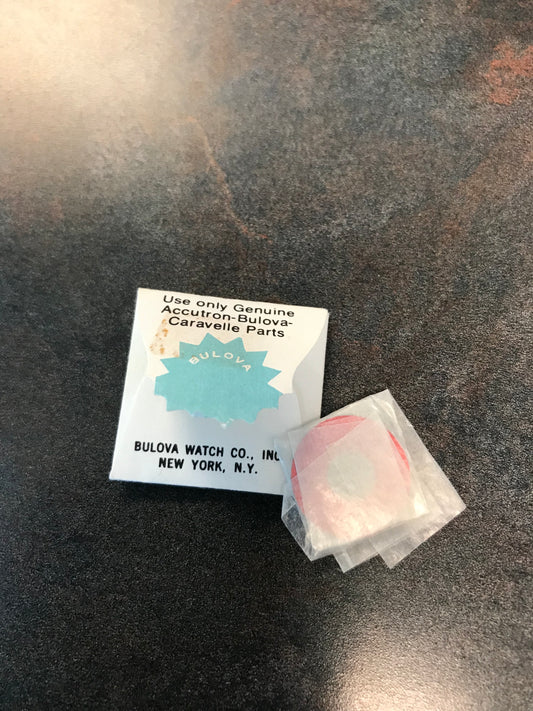 Use only Genuine
Accutron-Bulova-
Caravelle Parts
BULOVA
BULOVA WATCH CO., INC.
NEW YORK, N.Y.